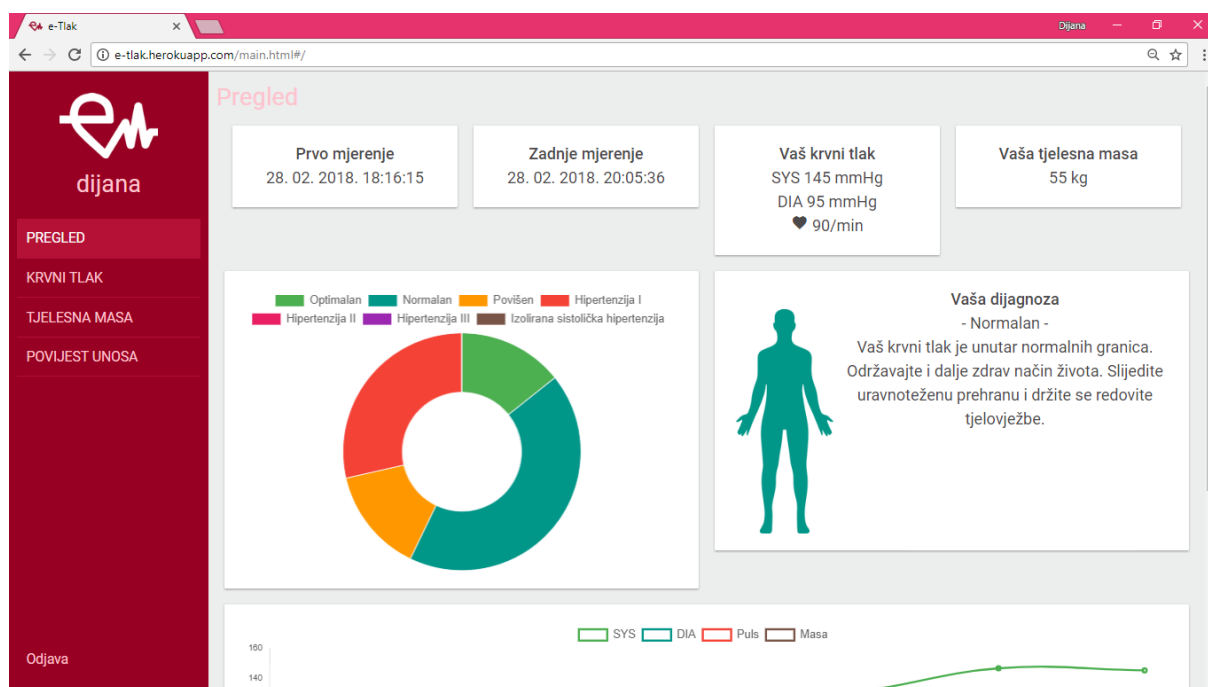 e-Tlak
Dijana
e-tlak.herokuapp.com/main.html#/
dijana
PREGLED
KRVNI TLAK
TJELESNA MASA
POVIJEST UNOSA
Odjava
Pregled
Prvo mjerenje
28. 02. 2018. 18:16:15
Zadnje mjerenje
28. 02. 2018. 20:05:36
Vaš krvni tlak
SYS 145 mmHg
DIA 95 mmHg
90/min
Vaša tjelesna masa
55 kg
Optimalan Normalan Povišen Hipertenzija I
Hipertenzija II Hipertenzija III Izolirana sistolička hipertenzija
Vaša dijagnoza
- Normalan -
Vaš krvni tlak je unutar normalnih granica.
Održavajte i dalje zdrav način života. Slijedite
uravnoteženu prehranu i držite se redovite
tjelovježbe.
SYS DIA Puls Masa
160
140